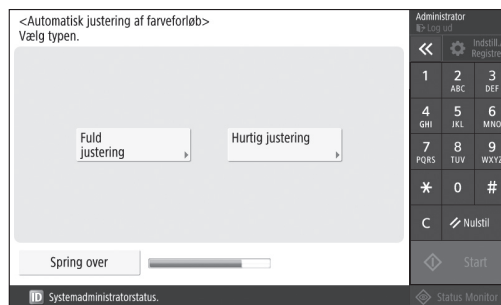 <Automatisk justering af farveforløb>
Vælg typen.
Fuld
justering
Hurtig justering
Spring over
ID Systemadministratorstatus.
Administrator
Log ud
Indstill./
Registre
1
2
ABC
3
DEF
4
GHI
5
JKL
6
MNO
7
PQRS
8
TUV
9
WXYZ
0
#
C
Nulstil
Start
Status Monitor